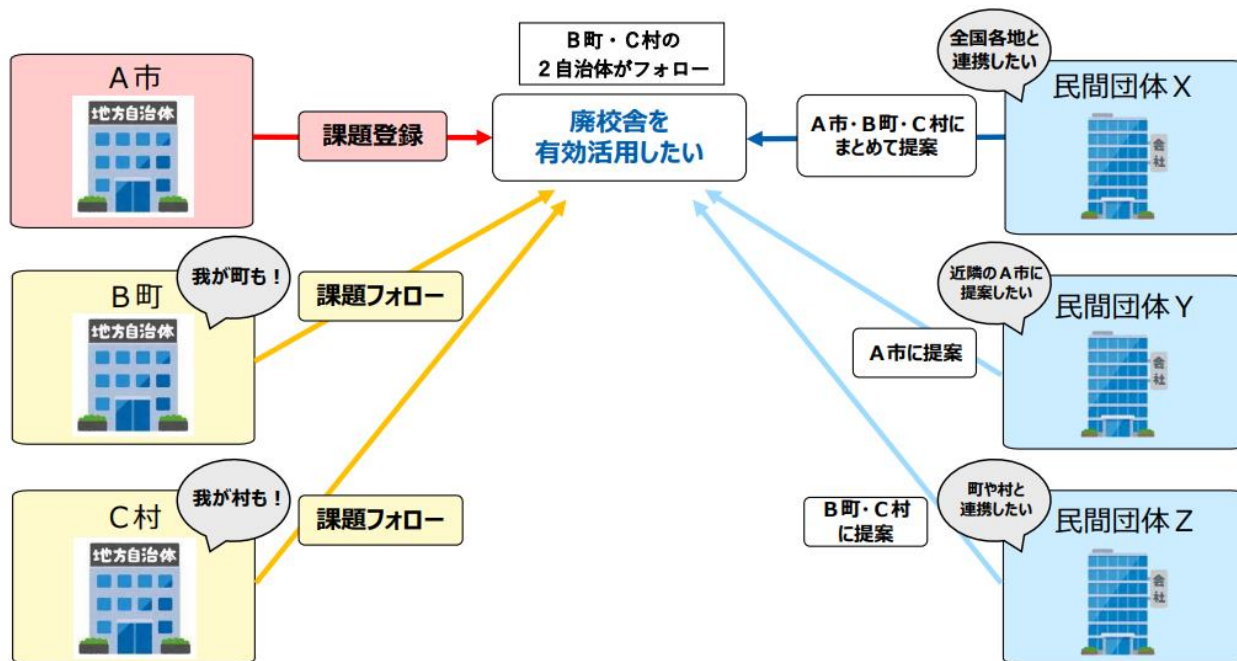 A市
地方自治体
課題登録
B町・C村の
2自治体がフォロー
廃校舎を
有効活用したい
A市・B町・C村に
まとめて提案
全国各地と
連携したい
民間団体X
会社
B町
地方自治体
我が町も！
課題フォロー
A市に提案
近隣のA市に
提案したい
民間団体Y
会社
C村
地方自治体
我が村も！
課題フォロー
B町・C村
に提案
町や村と
連携したい
民間団体Z
会社